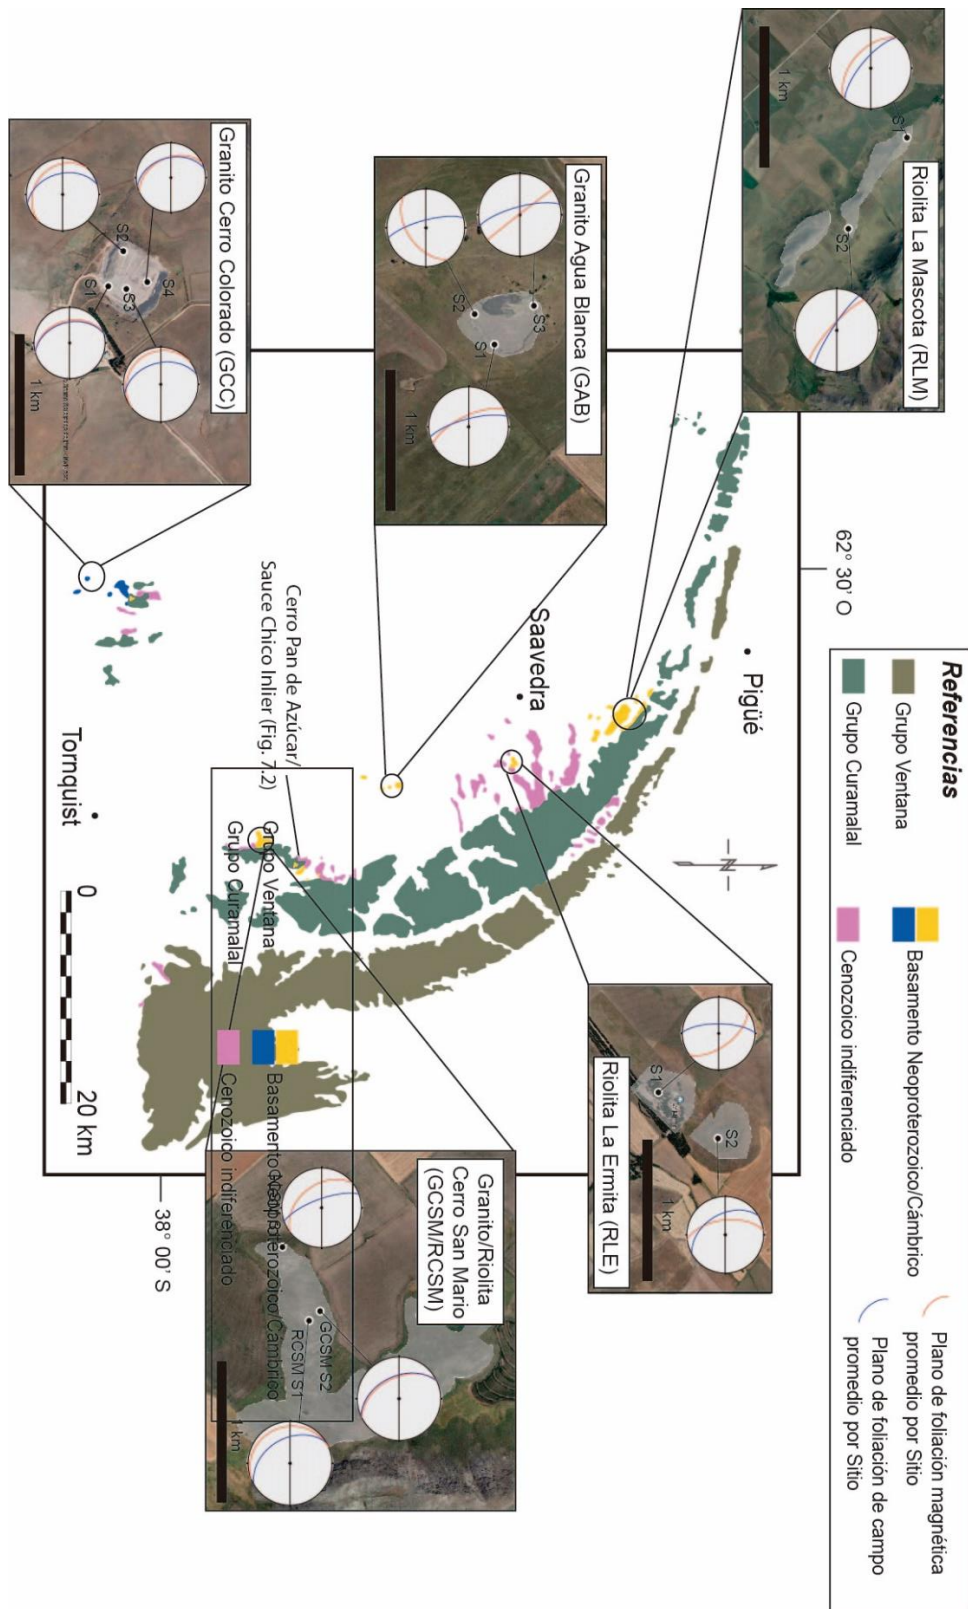 Riolita La Mascota (RLM)
S1
S2
1 km
Granito Agua Blanca (GAB)
S3
S2
S1
1 km
Granito Cerro Colorado (GCC)
S4
S2
S3
S1
1 km
62° 30' O
Pigüé
Saavedra
Cerro Pan de Azúcar/
Sauce Chico Inlier (Fig. 7.2)
Tornquist
N
0
20 km
38° 00' S
Grupo Ventana
Grupo Curamalal
Basamento Neoproterozoico/Cámbrico
Cenozoico indiferenciado
Riolita La Ermita (RLE)
S1
S2
1 km
Granito/Riolita
Cerro San Mario
(GCSM/RCSM)
GCSM S2
RCSM S1
1 km
Referencias
Grupo Ventana
Grupo Curamalal
Basamento Neoproterozoico/Cámbrico
Cenozoico indiferenciado
Plano de foliación magnética
promedio por Sitio
Plano de foliación de campo
promedio por Sitio